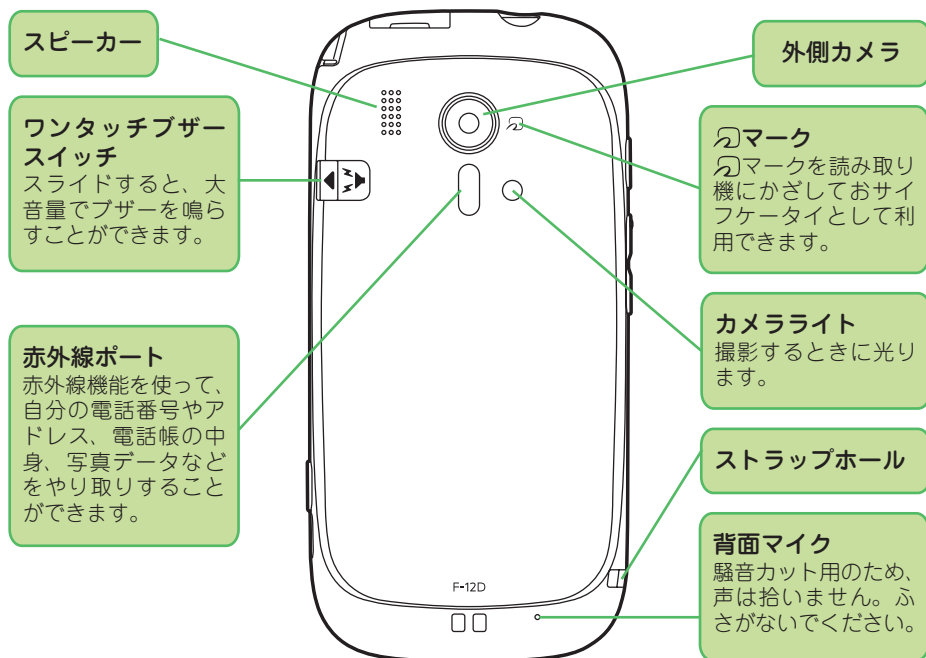 スピーカー
ワンタッチブザー
スイッチ
スライドすると、大
音量でブザーを鳴ら
すことができます。
赤外線ポート
赤外線機能を使って、
自分の電話番号やア
ドレス、電話帳の中
身、写真データなど
をやり取りすること
ができます。
外側カメラ
マーク
マークを読み取り
機にかざしておサイ
フケータイとして利
用できます。
カメラライト
撮影するときに光り
ます。
ストラップホール
背面マイク
騒音カット用のため、
声は拾いません。ふ
さがないでください。
F-12D